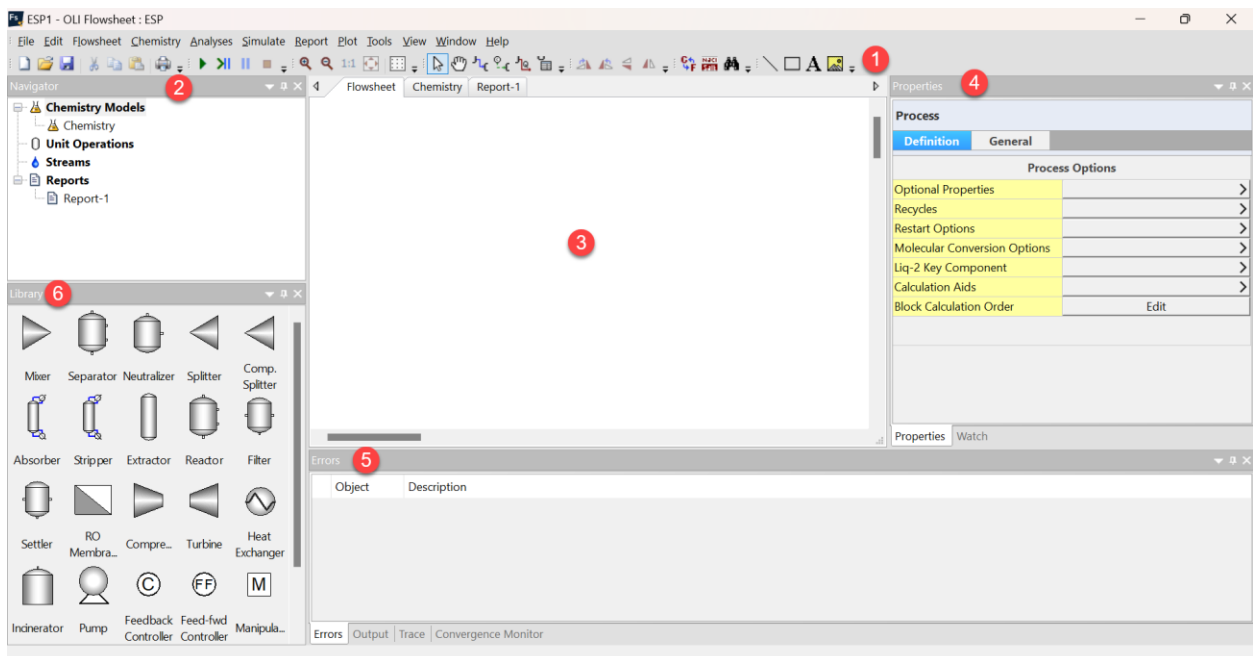 Fs ESP1 - OLI Flowsheet : ESP
File Edit Flowsheet Chemistry Analyses Simulate Report Plot Tools View Window Help
1:1 A 1
Navigator 2
Chemistry Models
Chemistry
Unit Operations
Streams
Reports
Report-1
Library 6
Mixer Separator Neutralizer Splitter Comp. Splitter
Absorber Stripper Extractor Reactor Filter
Settler RO Membra... Compre... Turbine Heat Exchanger
C FF M
Incinerator Pump Feedback Controller Feed-fwd Controller Manipula...
Flowsheet Chemistry Report-1
3
Errors 5
Object Description
Errors Output Trace Convergence Monitor
Properties 4
Process
Definition General
Process Options
Optional Properties
Recycles
Restart Options
Molecular Conversion Options
Liq-2 Key Component
Calculation Aids
Block Calculation Order Edit
Properties Watch